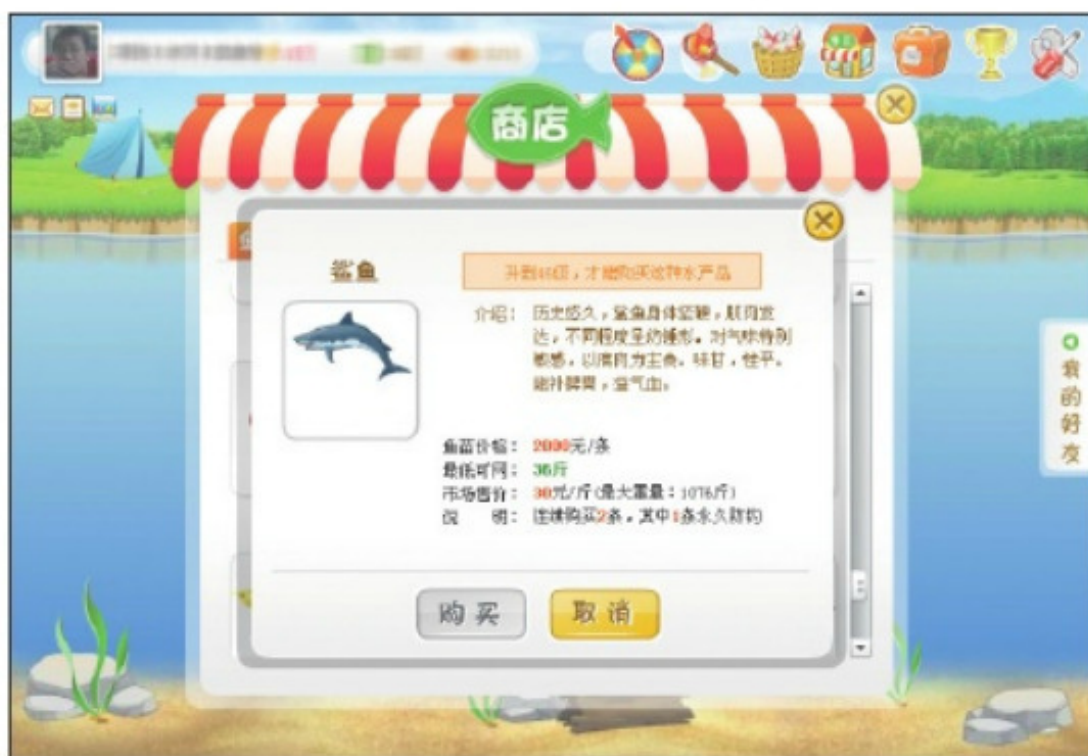 商店
鲨鱼
升到46级，才能购买这种水产品
介绍： 历史悠久，鲨鱼身体坚硬，肌肉发
达，不同程度呈纺锤形。对气味特别
敏感，以腐肉为主食。味甘，性平。
能补脾胃，益气血。
鱼苗价格： 2000元/条
最低可网： 36斤
市场售价： 30元/斤(最大重量：1076斤)
说 明： 连续购买2条，其中1条永久防钩
购买 取消
我的好友